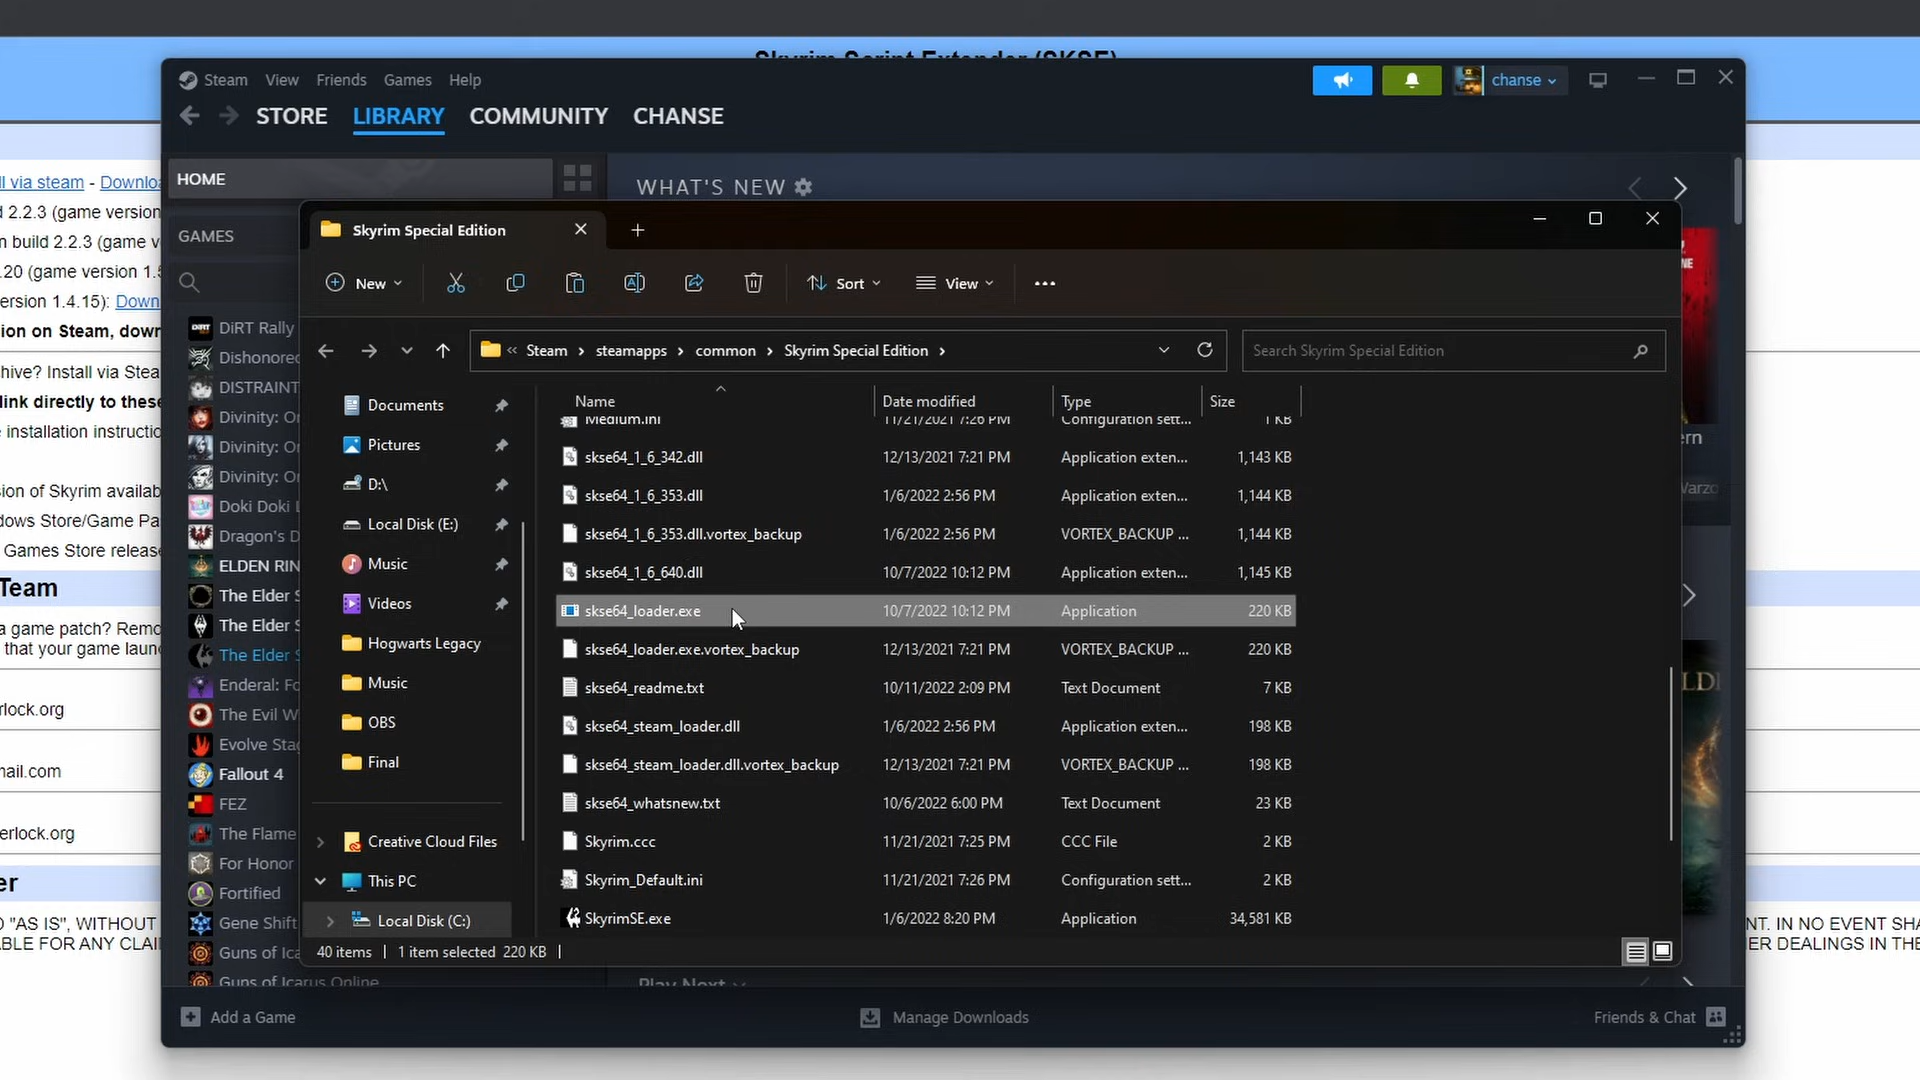 Skyrim Script Extender (SKSE)
Steam View Friends Games Help
chanse
STORE LIBRARY COMMUNITY CHANSE
HOME
WHAT'S NEW
GAMES
ll via steam - Downloa
d 2.2.3 (game version
n build 2.2.3 (game v
.20 (game version 1.5
ersion 1.4.15): Down
ion on Steam, dowr
hive? Install via Stea
link directly to these
e installation instructio
ion of Skyrim availab
dows Store/Game Pa
Games Store release
Team
a game patch? Remo
that your game laun
rlock.org
mail.com
erlock.org
er
O "AS IS", WITHOUT
BLE FOR ANY CLAI
NT. IN NO EVENT SHA
ER DEALINGS IN THE
DiRT Rally
Dishonored
DISTRAINT
Divinity: Or
Divinity: Or
Divinity: Or
Doki Doki L
Dragon's D
ELDEN RIN
The Elder S
The Elder S
The Elder S
Enderal: Fo
The Evil W
Evolve Stag
Fallout 4
FEZ
The Flame
For Honor
Fortified
Gene Shift
Guns of Ica
Guns of Icarus Online
Skyrim Special Edition
New
Sort
View
Steam > steamapps > common > Skyrim Special Edition >
Search Skyrim Special Edition
Documents
Pictures
D:\
Local Disk (E:)
Music
Videos
Hogwarts Legacy
Music
OBS
Final
Creative Cloud Files
This PC
Local Disk (C:)
Name Date modified Type Size
Medium.ini 11/21/2021 7:26 PM Configuration sett... 1 KB
skse64_1_6_342.dll 12/13/2021 7:21 PM Application exten... 1,143 KB
skse64_1_6_353.dll 1/6/2022 2:56 PM Application exten... 1,144 KB
skse64_1_6_353.dll.vortex_backup 1/6/2022 2:56 PM VORTEX_BACKUP ... 1,144 KB
skse64_1_6_640.dll 10/7/2022 10:12 PM Application exten... 1,145 KB
skse64_loader.exe 10/7/2022 10:12 PM Application 220 KB
skse64_loader.exe.vortex_backup 12/13/2021 7:21 PM VORTEX_BACKUP ... 220 KB
skse64_readme.txt 10/11/2022 2:09 PM Text Document 7 KB
skse64_steam_loader.dll 1/6/2022 2:56 PM Application exten... 198 KB
skse64_steam_loader.dll.vortex_backup 12/13/2021 7:21 PM VORTEX_BACKUP ... 198 KB
skse64_whatsnew.txt 10/6/2022 6:00 PM Text Document 23 KB
Skyrim.ccc 11/21/2021 7:25 PM CCC File 2 KB
Skyrim_Default.ini 11/21/2021 7:26 PM Configuration sett... 2 KB
SkyrimSE.exe 1/6/2022 8:20 PM Application 34,581 KB
40 items 1 item selected 220 KB
Play Next
Add a Game
Manage Downloads
Friends & Chat